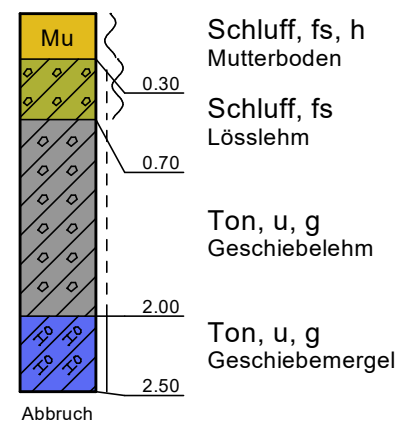 Mu
Schluff, fs, h
Mutterboden
0.30
Schluff, fs
Lösslehm
0.70
Ton, u, g
Geschiebelehm
2.00
Ton, u, g
Geschiebemergel
2.50
Abbruch